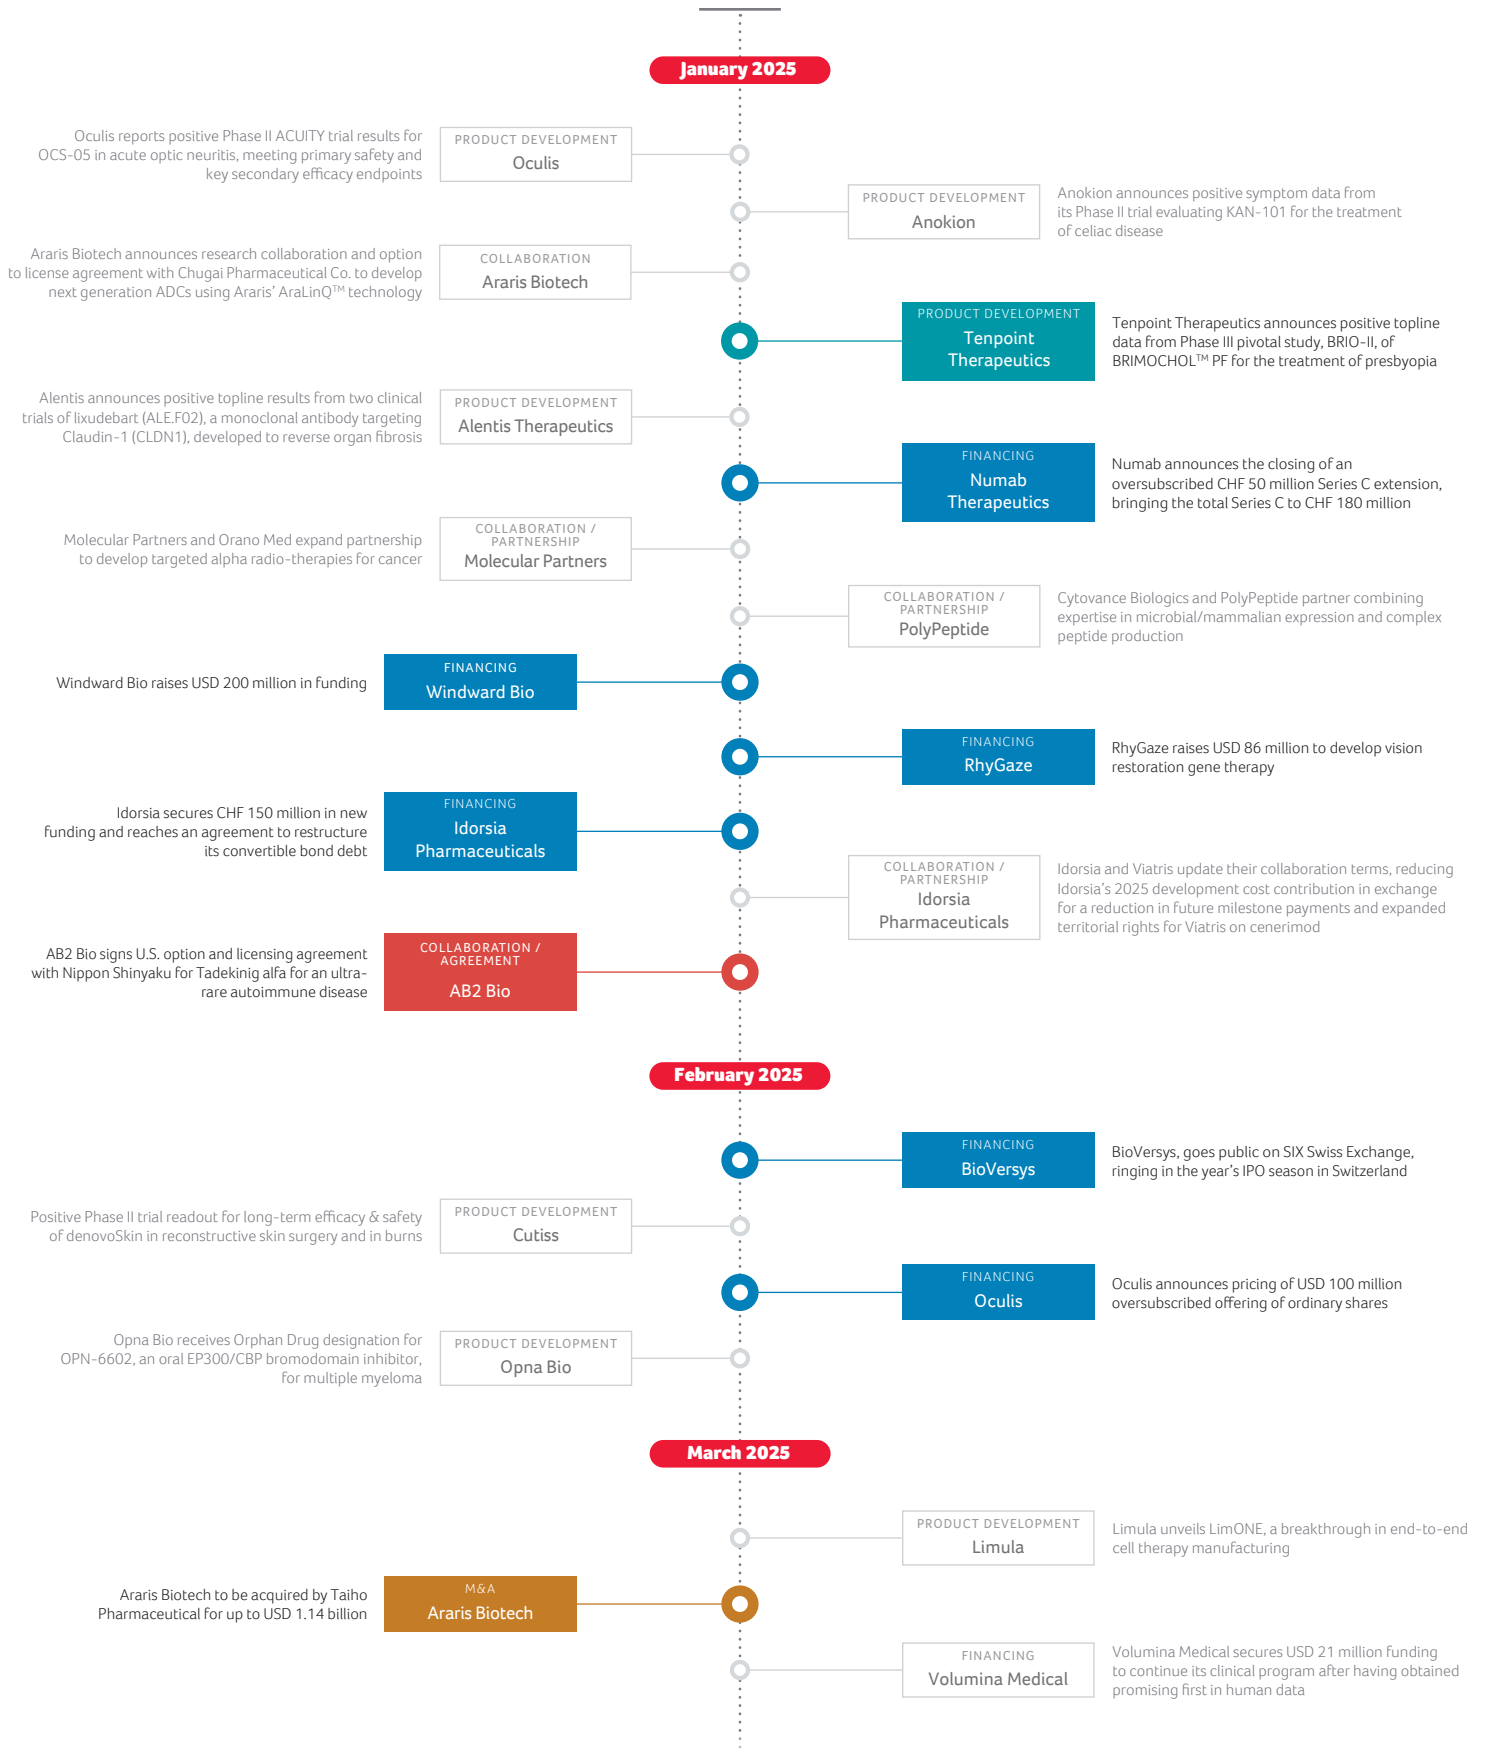 January 2025
Oculis reports positive Phase II ACUITY trial results for
OCS-05 in acute optic neuritis, meeting primary safety and
key secondary efficacy endpoints
PRODUCT DEVELOPMENT
Oculis
PRODUCT DEVELOPMENT
Anokion
Anokion announces positive symptom data from
its Phase II trial evaluating KAN-101 for the treatment
of celiac disease
Araris Biotech announces research collaboration and option
to license agreement with Chugai Pharmaceutical Co. to develop
next generation ADCs using Araris’ AraLinQ™ technology
COLLABORATION
Araris Biotech
PRODUCT DEVELOPMENT
Tenpoint
Therapeutics
Tenpoint Therapeutics announces positive topline
data from Phase III pivotal study, BRIO-II, of
BRIMOCHOL™ PF for the treatment of presbyopia
Alentis announces positive topline results from two clinical
trials of lixudebart (ALE.F02), a monoclonal antibody targeting
Claudin-1 (CLDN1), developed to reverse organ fibrosis
PRODUCT DEVELOPMENT
Alentis Therapeutics
FINANCING
Numab
Therapeutics
Numab announces the closing of an
oversubscribed CHF 50 million Series C extension,
bringing the total Series C to CHF 180 million
Molecular Partners and Orano Med expand partnership
to develop targeted alpha radio-therapies for cancer
COLLABORATION /
PARTNERSHIP
Molecular Partners
COLLABORATION /
PARTNERSHIP
PolyPeptide
Cytovance Biologics and PolyPeptide partner combining
expertise in microbial/mammalian expression and complex
peptide production
Windward Bio raises USD 200 million in funding
FINANCING
Windward Bio
FINANCING
RhyGaze
RhyGaze raises USD 86 million to develop vision
restoration gene therapy
Idorsia secures CHF 150 million in new
funding and reaches an agreement to restructure
its convertible bond debt
FINANCING
Idorsia
Pharmaceuticals
COLLABORATION /
PARTNERSHIP
Idorsia
Pharmaceuticals
Idorsia and Viatris update their collaboration terms, reducing
Idorsia’s 2025 development cost contribution in exchange
for a reduction in future milestone payments and expanded
territorial rights for Viatris on cenerimod
AB2 Bio signs U.S. option and licensing agreement
with Nippon Shinyaku for Tadekinig alfa for an ultra-
rare autoimmune disease
COLLABORATION /
AGREEMENT
AB2 Bio
February 2025
FINANCING
BioVersys
BioVersys, goes public on SIX Swiss Exchange,
ringing in the year’s IPO season in Switzerland
Positive Phase II trial readout for long-term efficacy & safety
of denovoSkin in reconstructive skin surgery and in burns
PRODUCT DEVELOPMENT
Cutiss
FINANCING
Oculis
Oculis announces pricing of USD 100 million
oversubscribed offering of ordinary shares
Opna Bio receives Orphan Drug designation for
OPN-6602, an oral EP300/CBP bromodomain inhibitor,
for multiple myeloma
PRODUCT DEVELOPMENT
Opna Bio
March 2025
PRODUCT DEVELOPMENT
Limula
Limula unveils LimONE, a breakthrough in end-to-end
cell therapy manufacturing
Araris Biotech to be acquired by Taiho
Pharmaceutical for up to USD 1.14 billion
M&A
Araris Biotech
FINANCING
Volumina Medical
Volumina Medical secures USD 21 million funding
to continue its clinical program after having obtained
promising first in human data